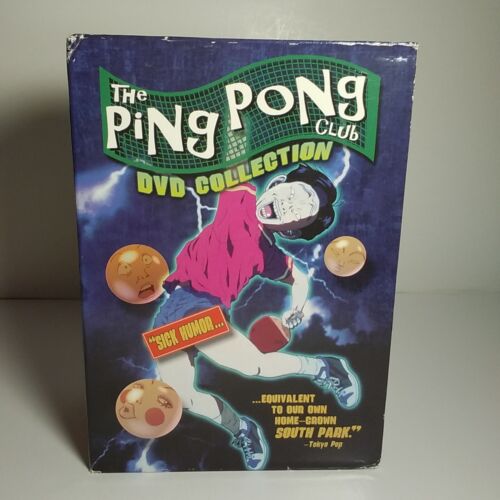 THE
PiNG PONG
CLUB
DVD COLLECTION
"SICK HUMOR...
...EQUIVALENT
TO OUR OWN
HOME-GROWN
SOUTH PARK."
-Tokyo Pop